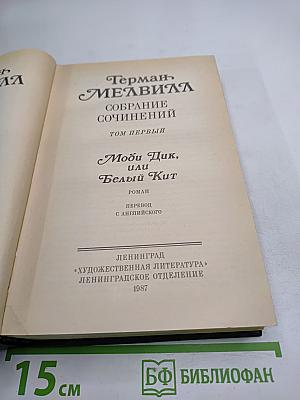 Герман
МЕЛВИЛЛ
СОБРАНИЕ
СОЧИНЕНИЙ
ТОМ ПЕРВЫЙ
Моби Дик,
или
Белый Кит
РОМАН
ПЕРЕВОД
С АНГЛИЙСКОГО
ЛЕНИНГРАД
«ХУДОЖЕСТВЕННАЯ ЛИТЕРАТУРА»
ЛЕНИНГРАДСКОЕ ОТДЕЛЕНИЕ
1987
15 см
БФ БИБЛИОФАН